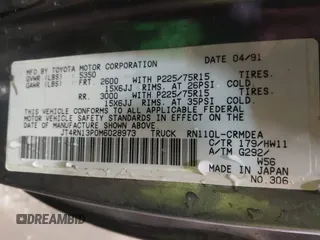 MFD. BY TOYOTA MOTOR CORPORATION 04/91
GVWR (LBS) 5350
GAWR (LBS) FRT 2600 WITH P225/75R15 TIRES.
15X6JJ RIMS AT 26PSI COLD.
RR. 3000 WITH P225/75R15 TIRES.
15X6JJ RIMS AT 35PSI COLD.
THIS VEHICLE CONFORMS TO ALL APPLICABLE FEDERAL
MOTOR VEHICLE SAFETY STANDARDS IN EFFECT ON THE
DATE OF MANUFACTURE SHOWN ABOVE.
JT4RN13P0M6028973 TRUCK RN110L-CRMDEA
C/TR 179/HW11
A/TM G292/
W56
MADE IN JAPAN
NO.306
DREAMBID